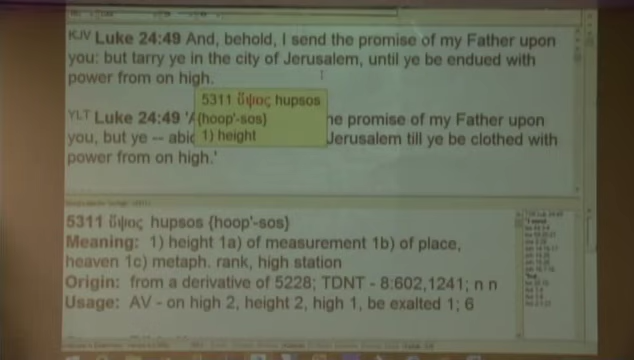 KJV Luke 24:49 And, behold, I send the promise of my Father upon
you: but tarry ye in the city of Jerusalem, until ye be endued with
power from on high.
5311 ὕψος hupsos
{hoop'-sos}
1) height
YLT Luke 24:49 'A he promise of my Father upon
you, but ye -- abid Jerusalem till ye be clothed with
power from on high.'
5311 ὕψος hupsos {hoop'-sos}
Meaning: 1) height 1a) of measurement 1b) of place,
heaven 1c) metaph. rank, high station
Origin: from a derivative of 5228; TDNT - 8:602,1241; n n
Usage: AV - on high 2, height 2, high 1, be exalted 1; 6